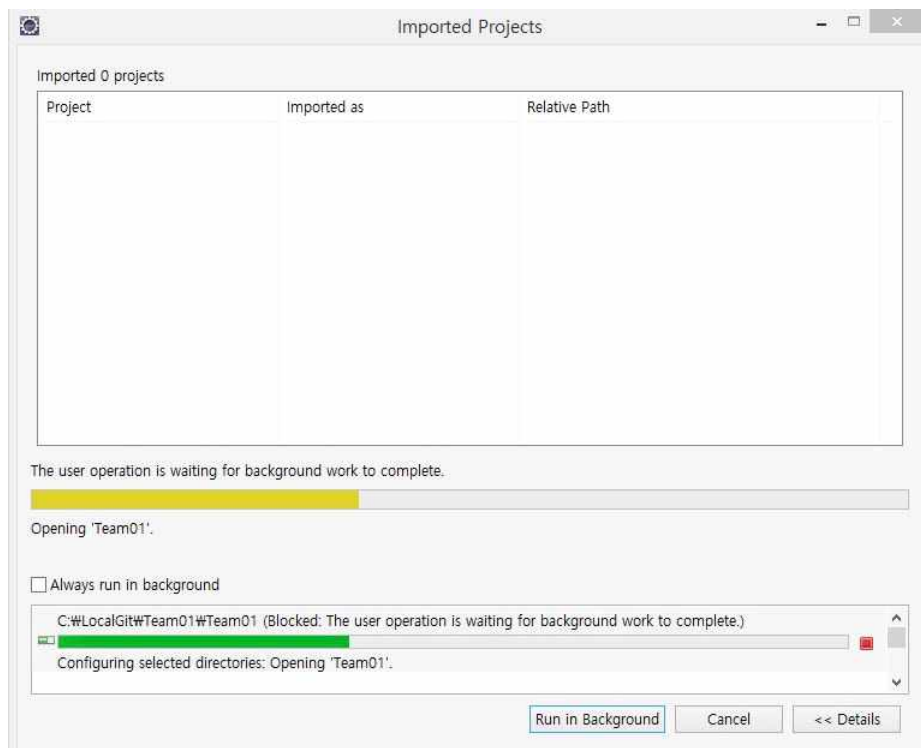 Imported Projects
Imported 0 projects
Project Imported as Relative Path
The user operation is waiting for background work to complete.
Opening 'Team01'.
Always run in background
C:₩LocalGit₩Team01₩Team01 (Blocked: The user operation is waiting for background work to complete.)
Configuring selected directories: Opening 'Team01'.
Run in Background Cancel << Details